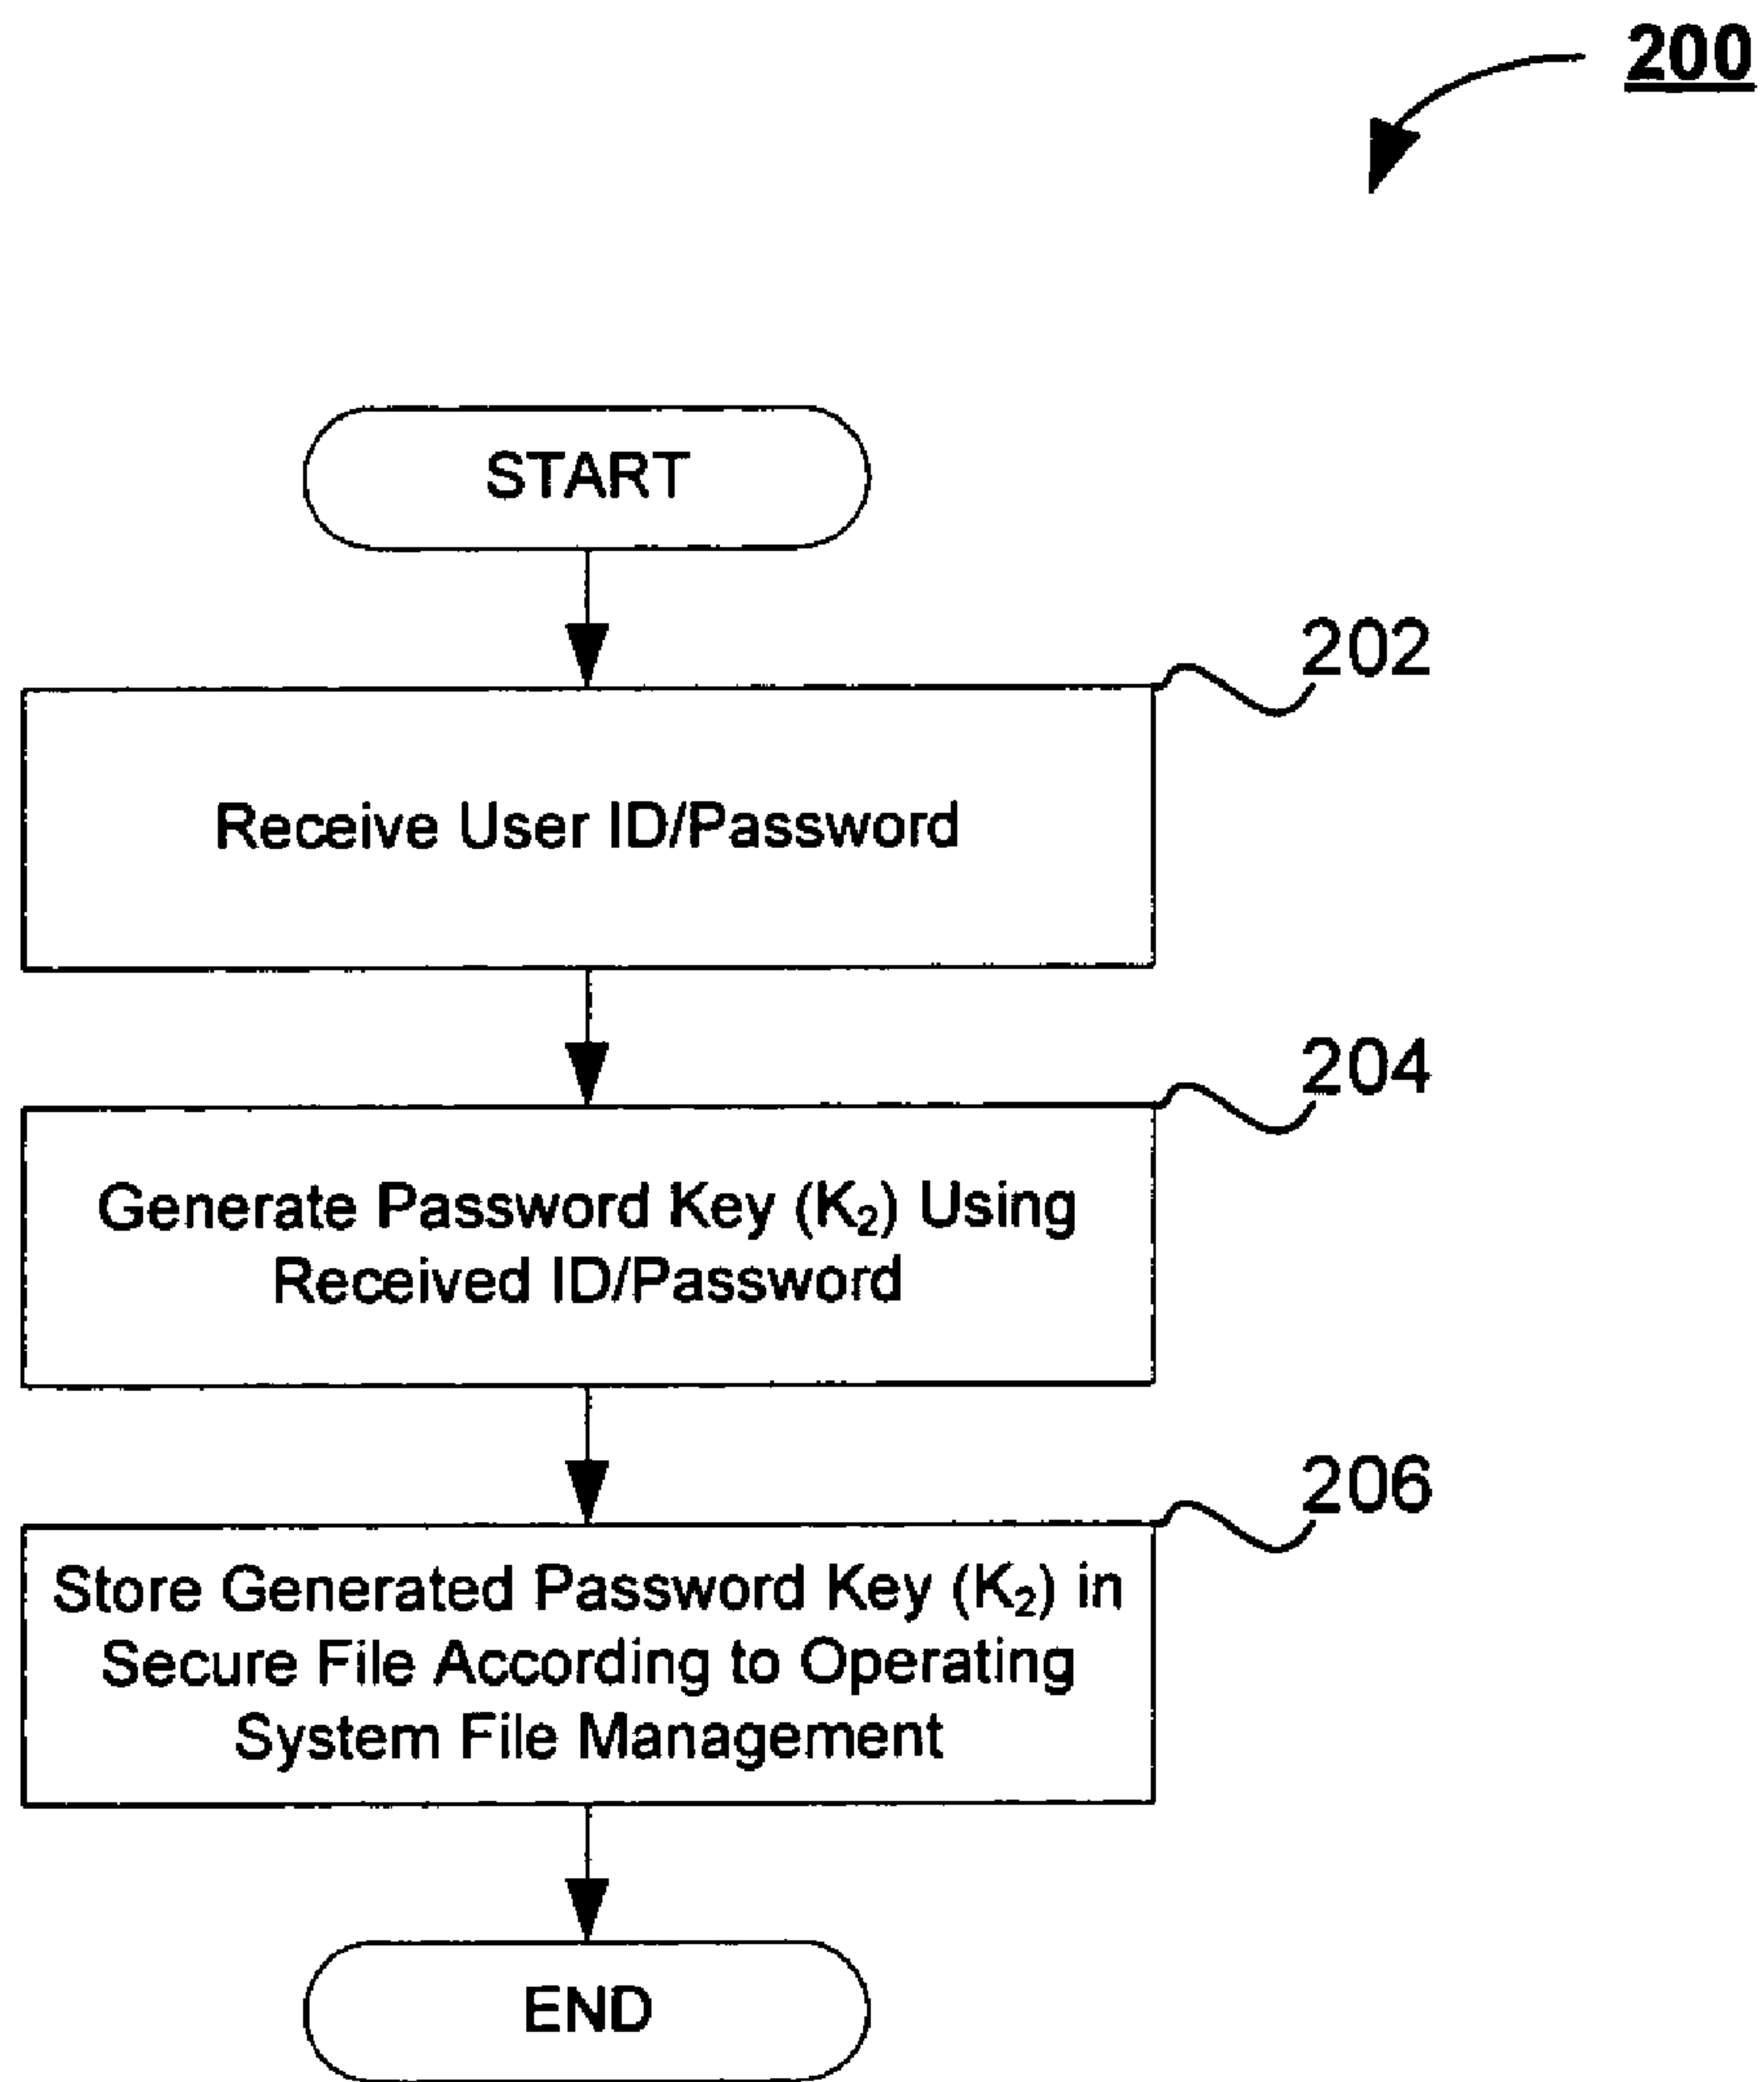 200
START
202
Receive User ID/Password
204
Generate Password Key (K₂) Using
Received ID/Password
206
Store Generated Password Key (K₂) in
Secure File According to Operating
System File Management
END